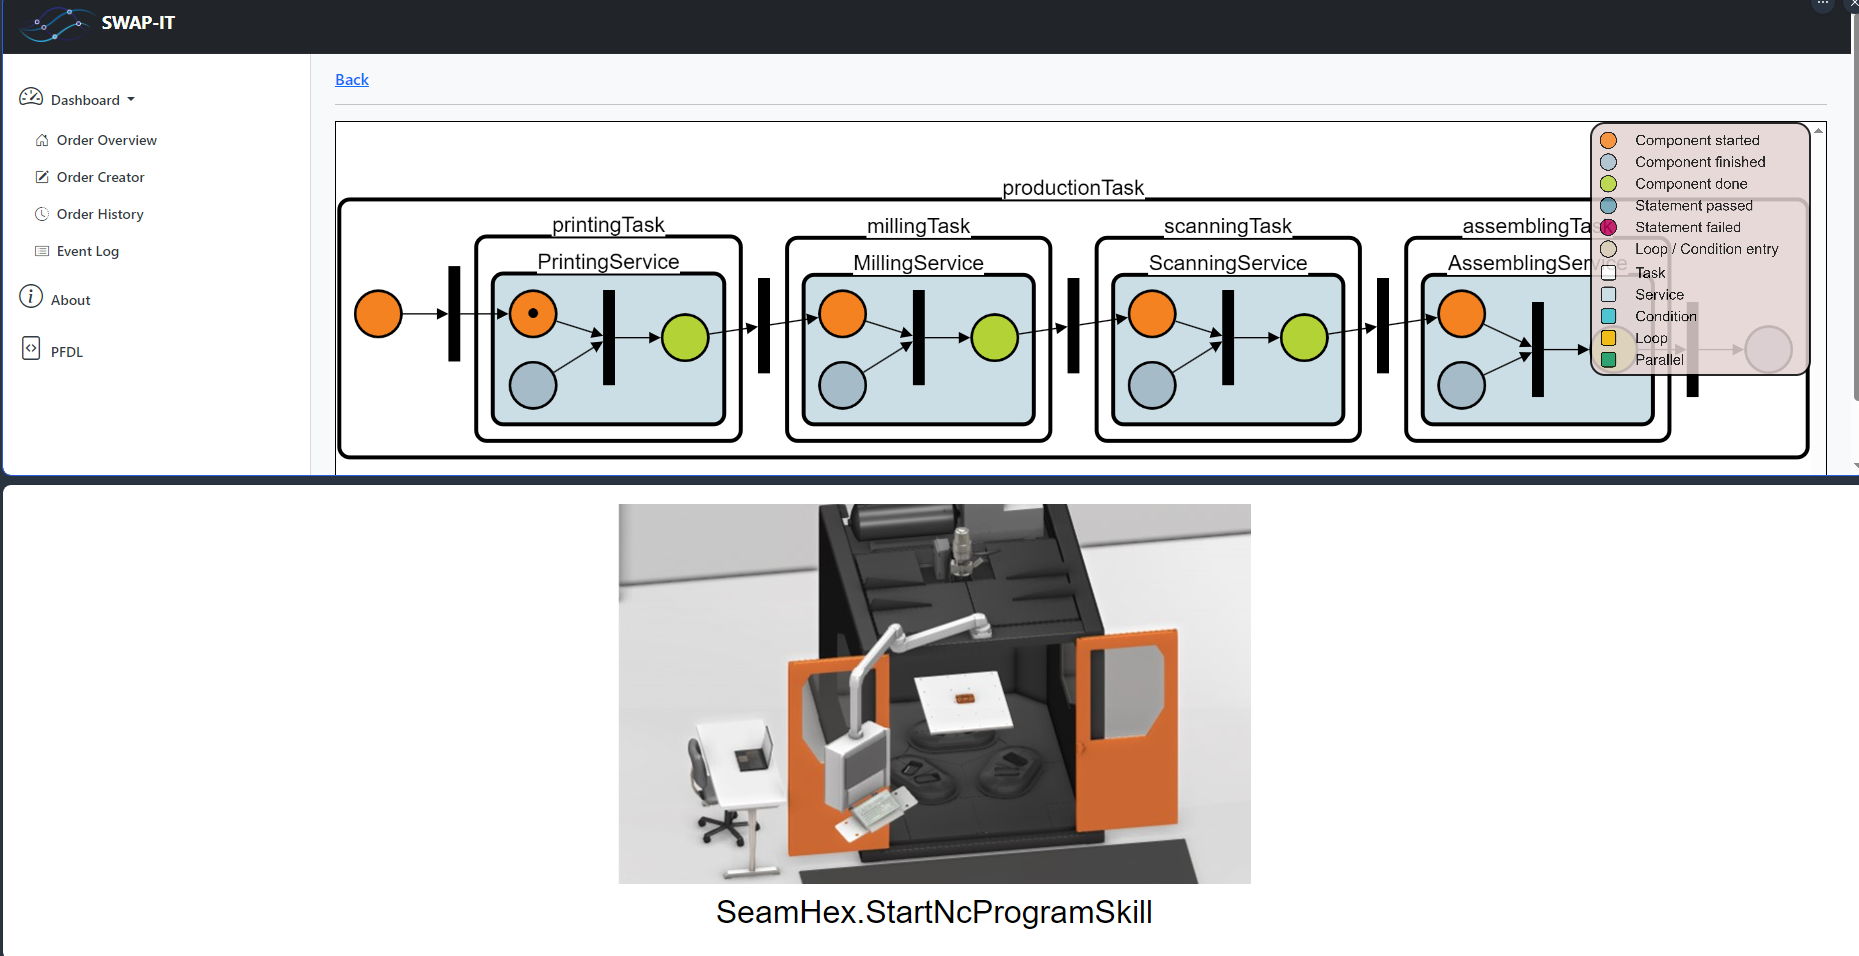 SWAP-IT
Dashboard
Order Overview
Order Creator
Order History
Event Log
About
PFDL
Back
productionTask
printingTask
millingTask
scanningTask
assemblingTask
PrintingService
MillingService
ScanningService
AssemblingService
Component started
Component finished
Component done
Statement passed
Statement failed
Loop / Condition entry
Task
Service
Condition
Loop
Parallel
SeamHex.StartNcProgramSkill